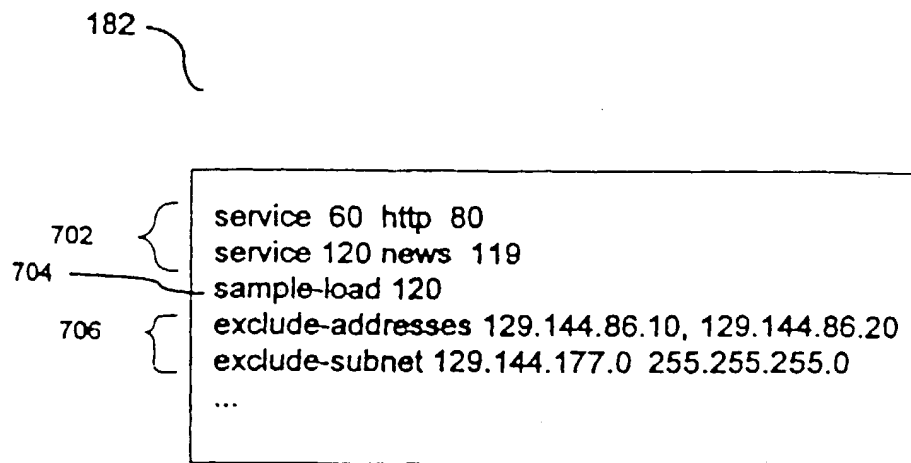 182
702
service 60 http 80
service 120 news 119
704
sample-load 120
706
exclude-addresses 129.144.86.10, 129.144.86.20
exclude-subnet 129.144.177.0 255.255.255.0
...